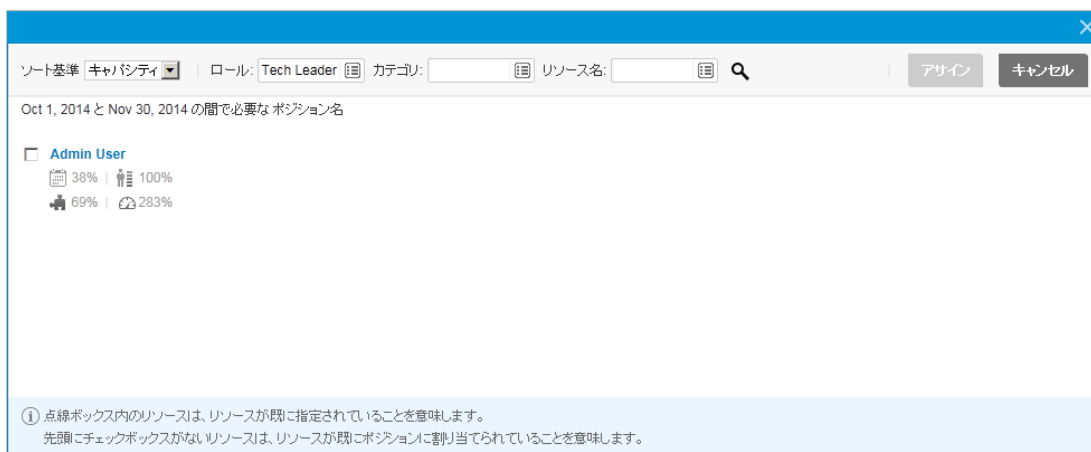 ソート基準 キャパシティ | ロール: Tech Leader カテゴリ: リソース名: | アサイン キャンセル
Oct 1, 2014 と Nov 30, 2014 の間で必要な ポジション名
Admin User
38% | 100%
69% | 283%
点線ボックス内のリソースは、リソースが既に指定されていることを意味します。
先頭にチェックボックスがないリソースは、リソースが既にポジションに割り当てられていることを意味します。